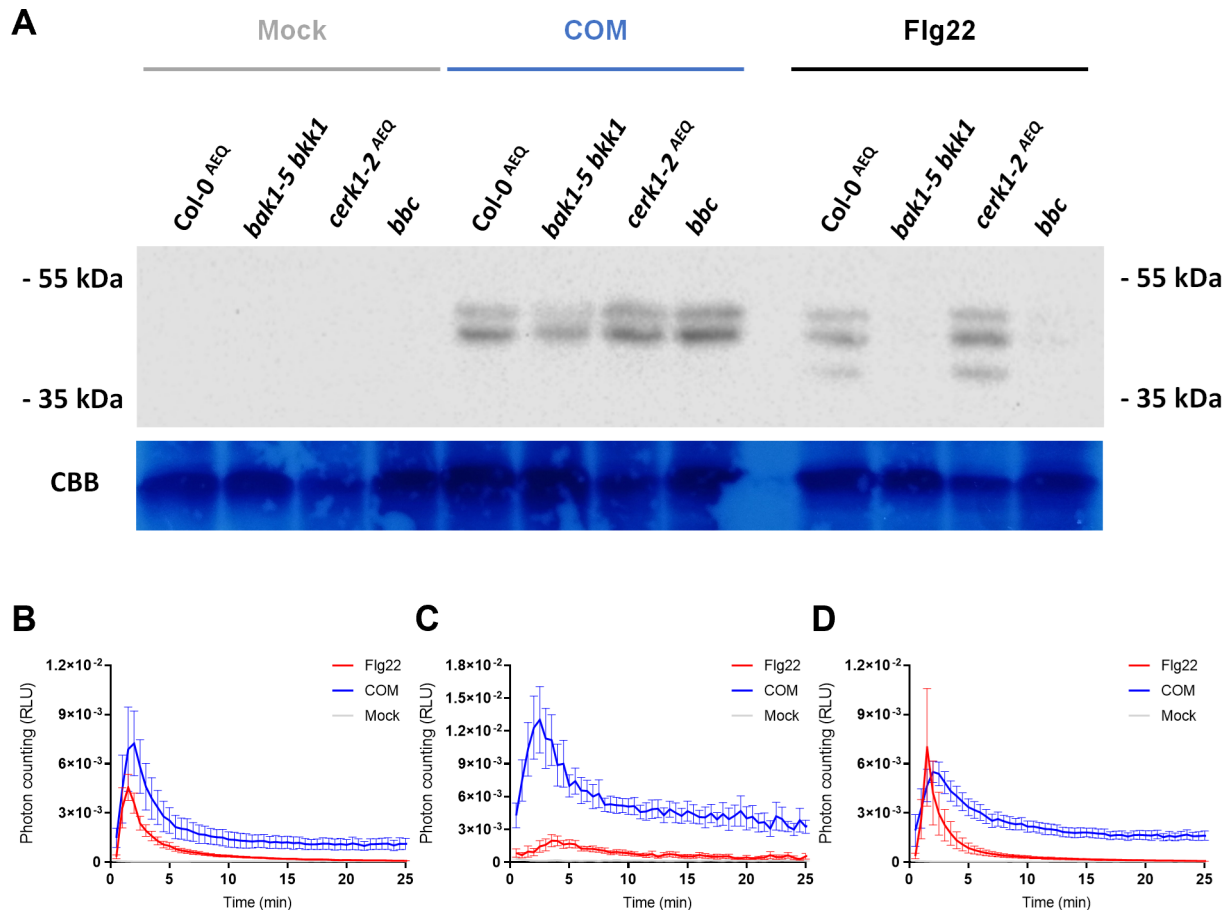 A
Mock COM Flg22
Col-0 AEQ bak1-5 bkk1 cerk1-2 AEQ bbc Col-0 AEQ bak1-5 bkk1 cerk1-2 AEQ bbc Col-0 AEQ bak1-5 bkk1 cerk1-2 AEQ bbc
- 55 kDa - 55 kDa
- 35 kDa - 35 kDa
CBB
B
1.2×10⁻²
9×10⁻³
6×10⁻³
3×10⁻³
0
Photon counting (RLU)
Flg22
COM
Mock
0 5 10 15 20 25
Time (min)
C
1.8×10⁻²
1.5×10⁻²
1.2×10⁻²
9×10⁻³
6×10⁻³
3×10⁻³
0
Photon counting (RLU)
Flg22
COM
Mock
0 5 10 15 20 25
Time (min)
D
1.2×10⁻²
9×10⁻³
6×10⁻³
3×10⁻³
0
Photon counting (RLU)
Flg22
COM
Mock
0 5 10 15 20 25
Time (min)